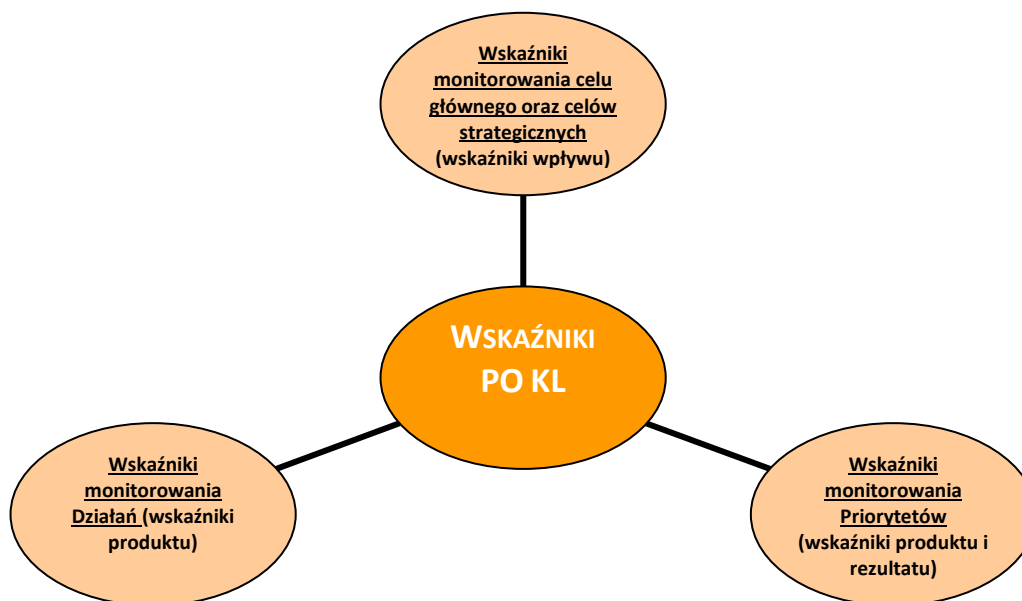 Wskaźniki
monitorowania celu
głównego oraz celów
strategicznych
(wskaźniki wpływu)
WSKAŹNIKI
PO KL
Wskaźniki
monitorowania
Działań (wskaźniki
produktu)
Wskaźniki
monitorowania
Priorytetów
(wskaźniki produktu i
rezultatu)